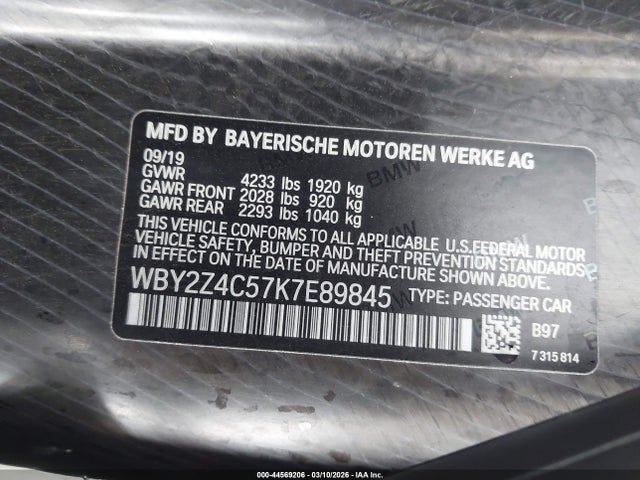 MFD BY BAYERISCHE MOTOREN WERKE AG
09/19
GVWR 4233 lbs 1920 kg
GAWR FRONT 2028 lbs 920 kg
GAWR REAR 2293 lbs 1040 kg
THIS VEHICLE CONFORMS TO ALL APPLICABLE U.S.FEDERAL MOTOR
VEHICLE SAFETY, BUMPER AND THEFT PREVENTION STANDARDS
IN EFFECT ON THE DATE OF MANUFACTURE SHOWN ABOVE.
WBY2Z4C57K7E89845 TYPE: PASSENGER CAR
B97
7 315 814
BMW
000-44569206 - 03/10/2026 - IAAI.CA